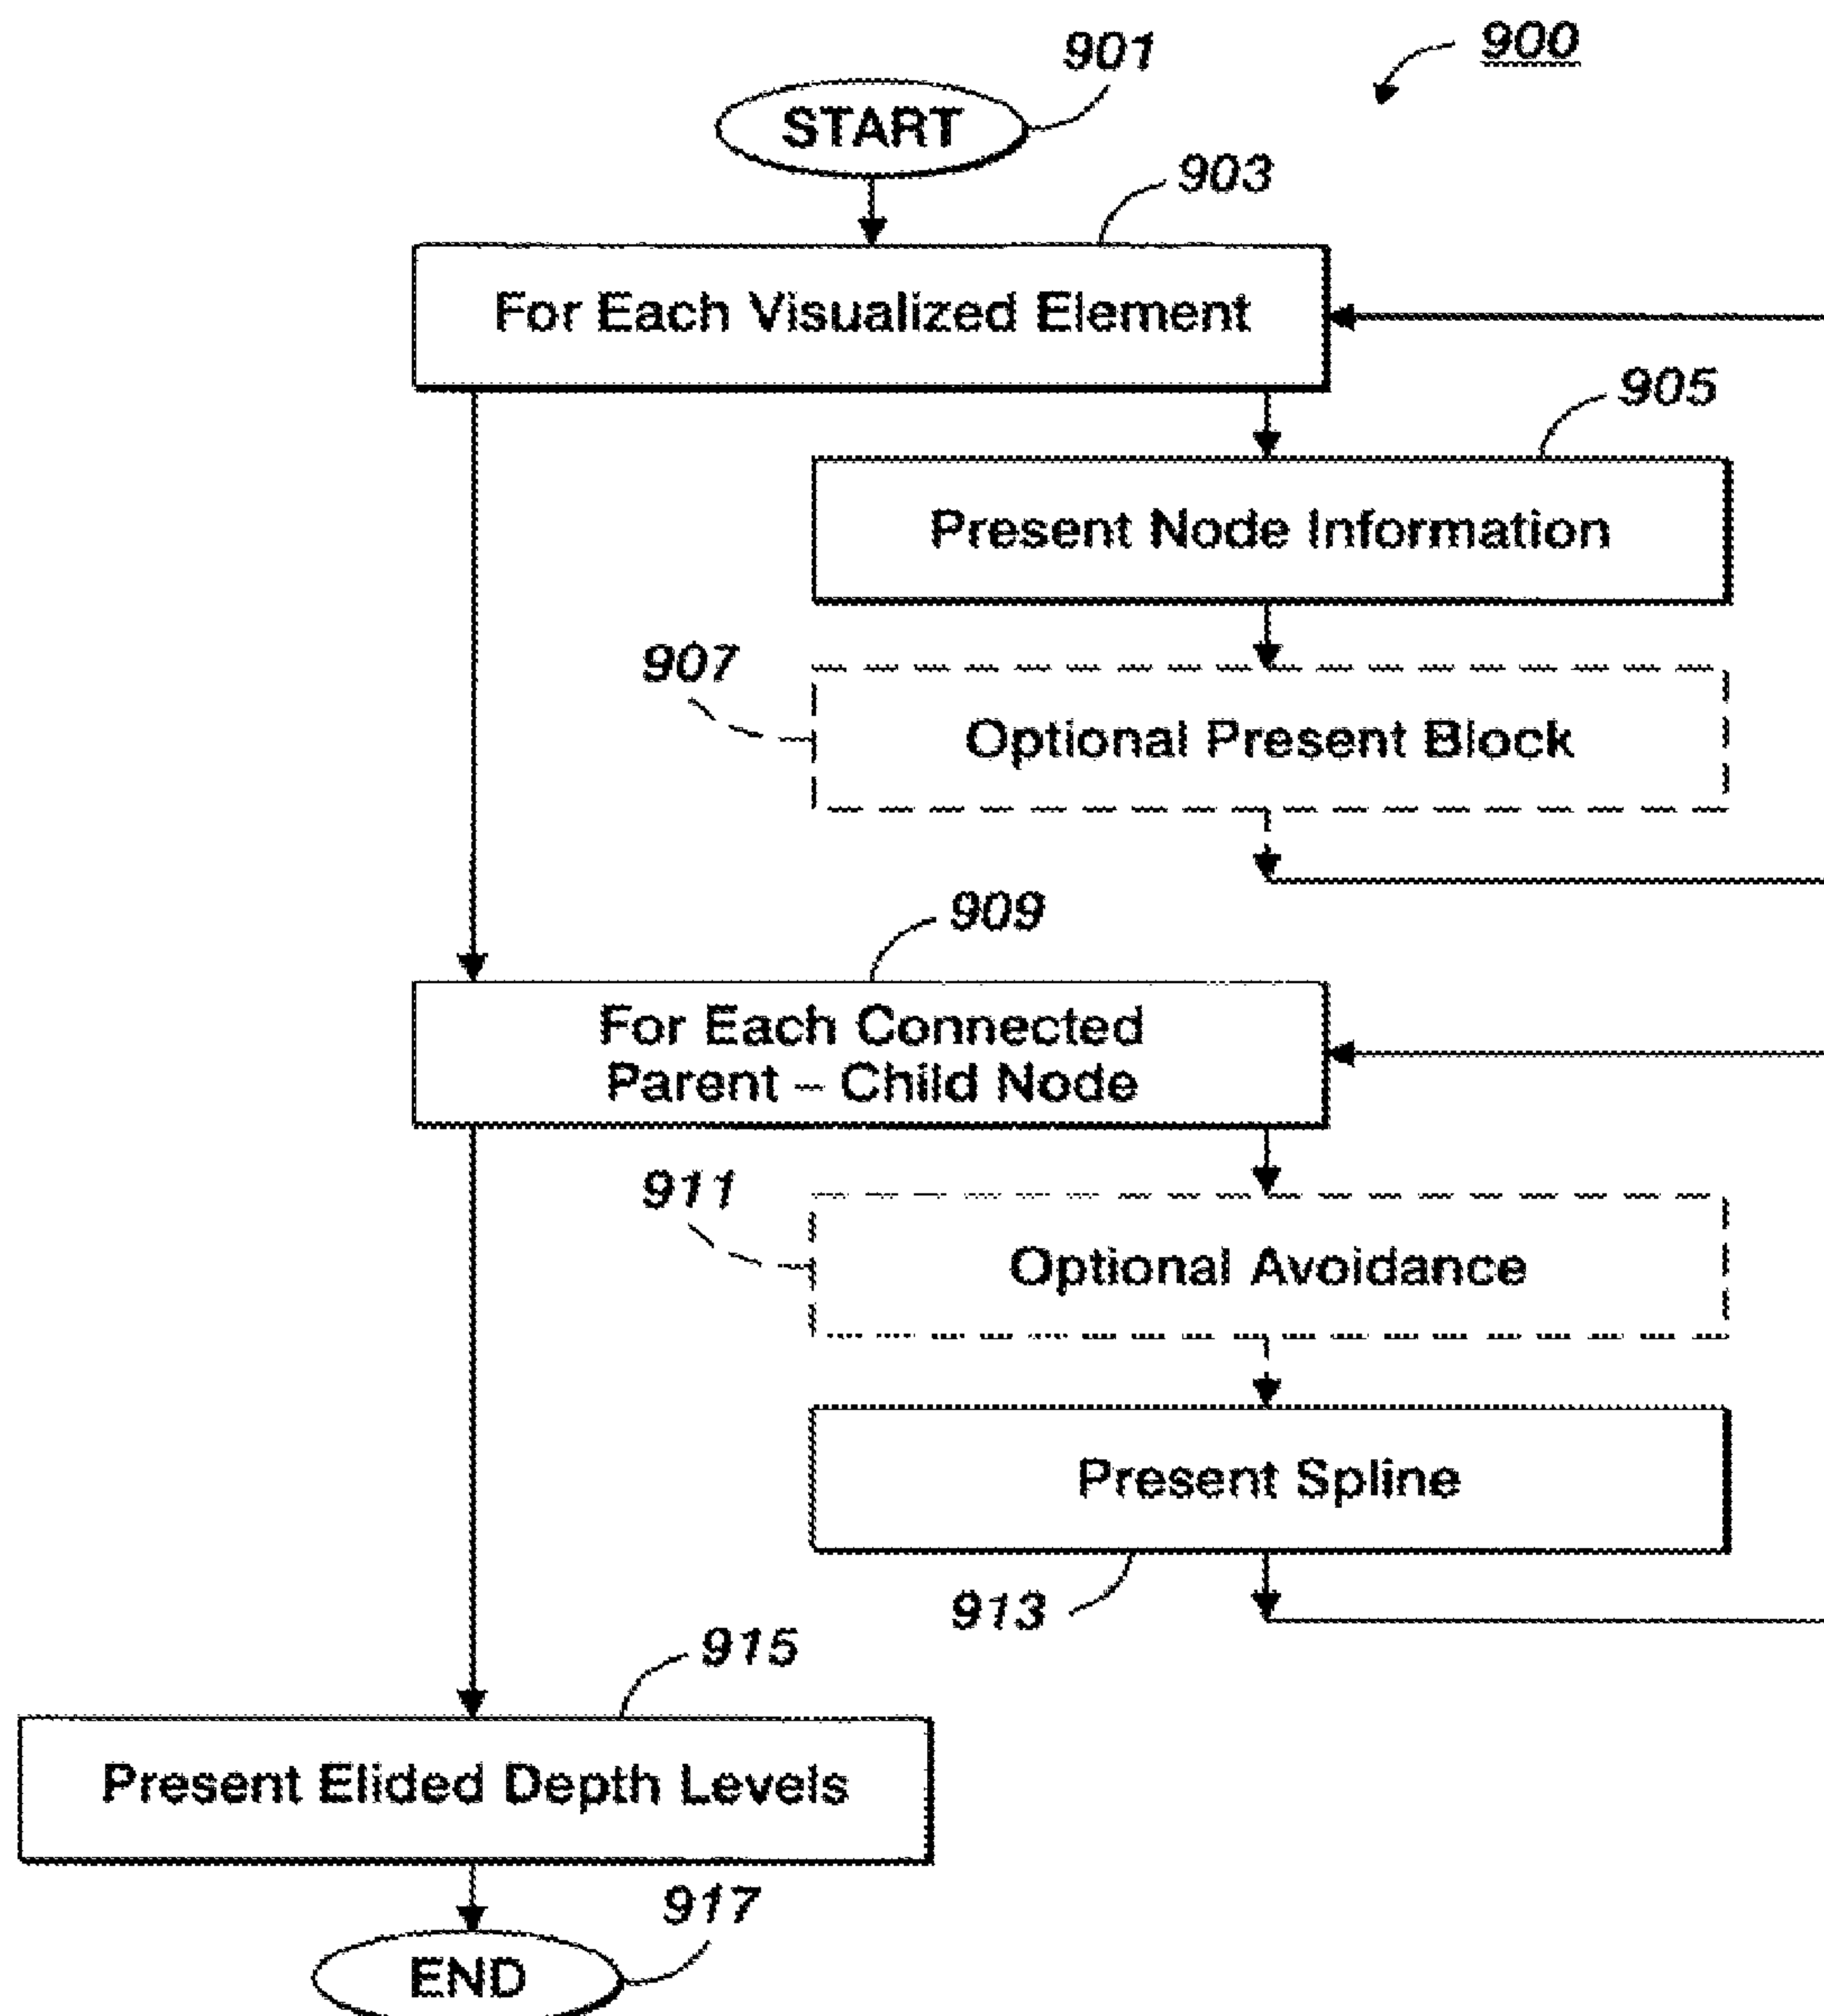 900
901
START
903
For Each Visualized Element
905
Present Node Information
907
Optional Present Block
909
For Each Connected
Parent – Child Node
911
Optional Avoidance
Present Spline
913
915
Present Elided Depth Levels
917
END